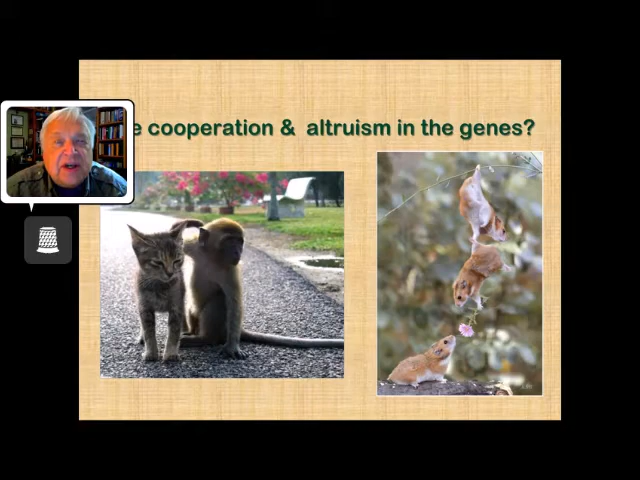 e cooperation & altruism in the genes?